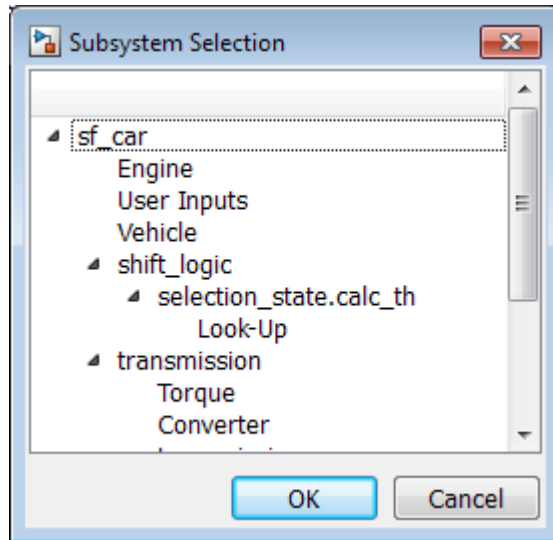 Subsystem Selection
sf_car
Engine
User Inputs
Vehicle
shift_logic
selection_state.calc_th
Look-Up
transmission
Torque
Converter
OK
Cancel